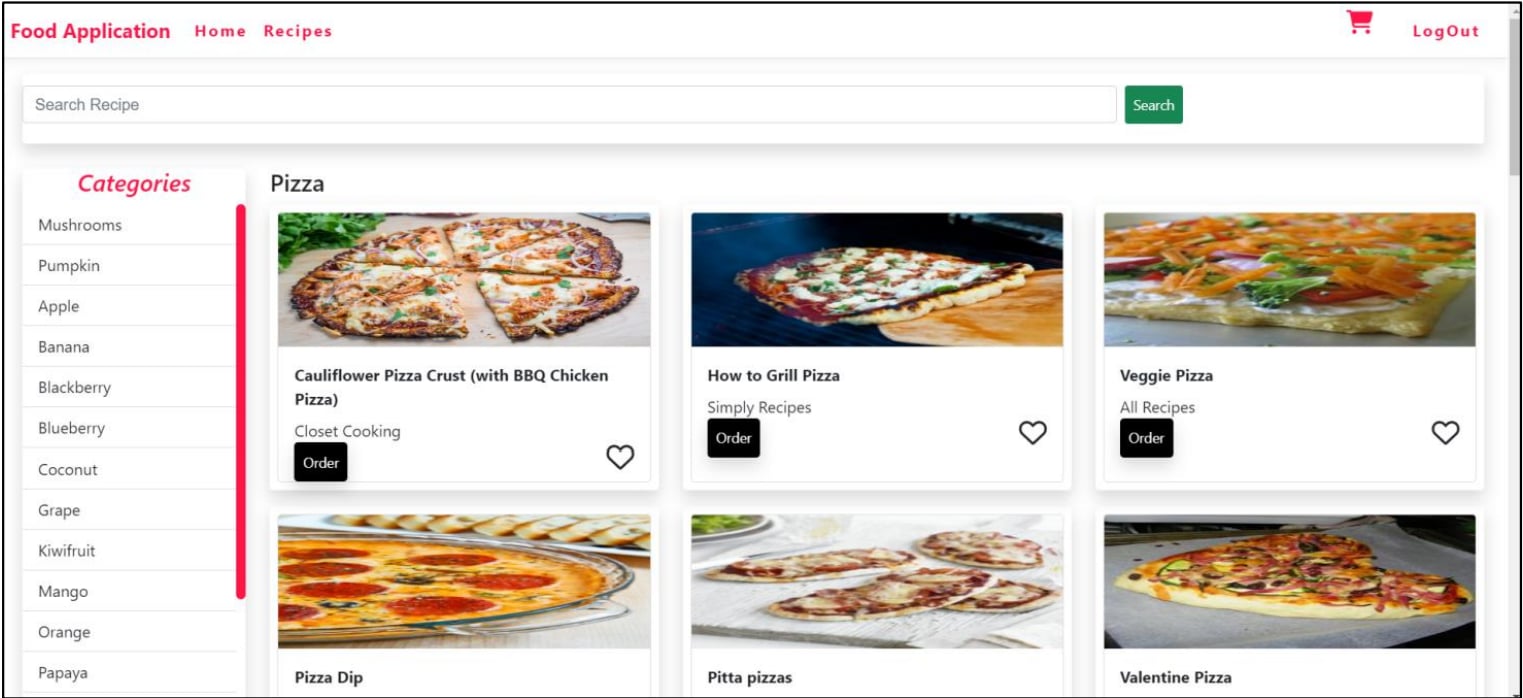 Food Application Home Recipes LogOut
Search Recipe Search
Categories
Mushrooms
Pumpkin
Apple
Banana
Blackberry
Blueberry
Coconut
Grape
Kiwifruit
Mango
Orange
Papaya
Pizza
Cauliflower Pizza Crust (with BBQ Chicken
Pizza)
Closet Cooking
Order
How to Grill Pizza
Simply Recipes
Order
Veggie Pizza
All Recipes
Order
Pizza Dip
Pitta pizzas
Valentine Pizza